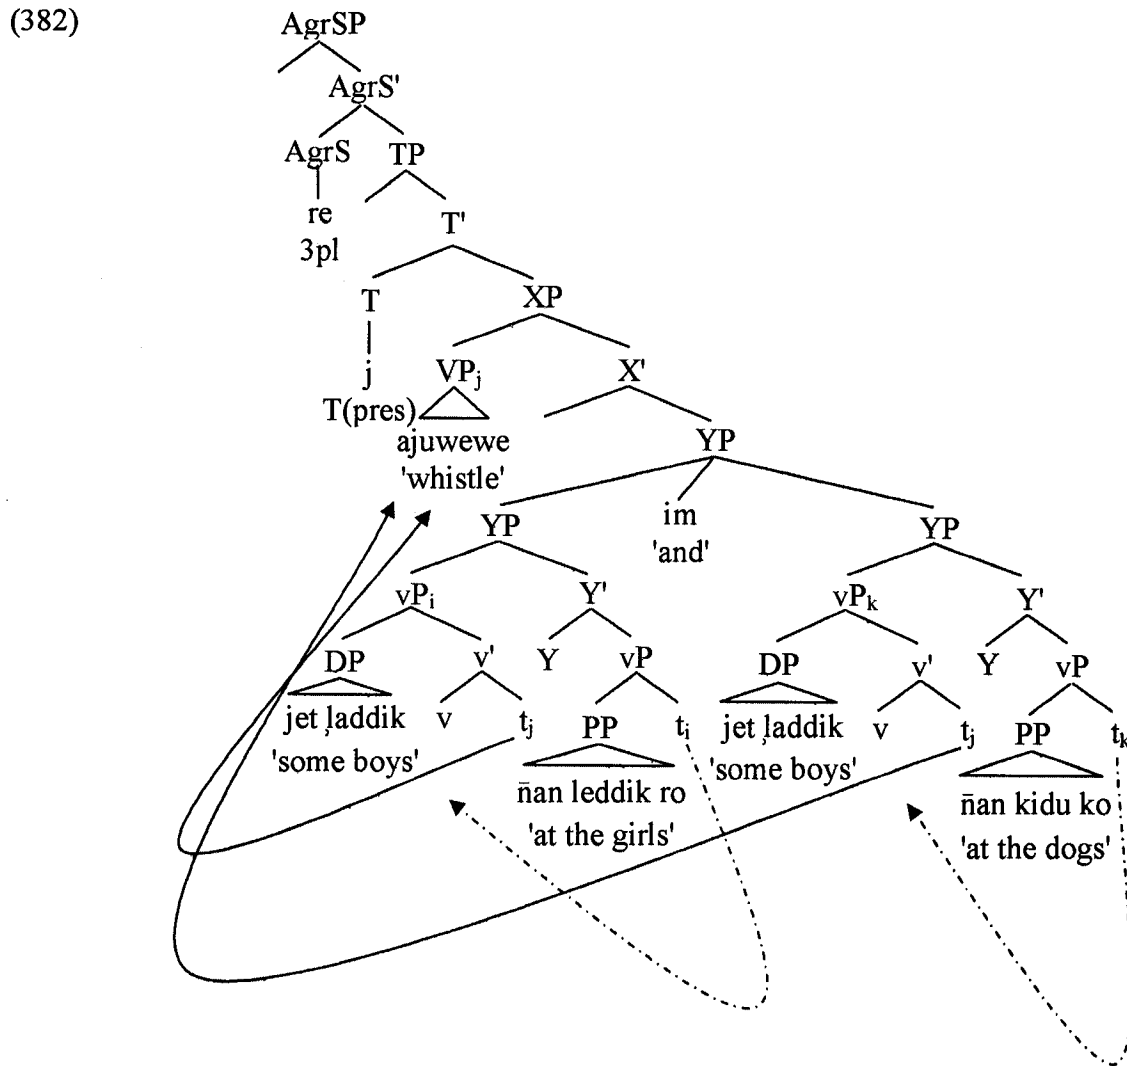 (382)
AgrSP
AgrS'
AgrS TP
re
3pl
T'
T XP
j
T(pres)
VPj X'
ajuwewe
'whistle'
YP
YP im YP
'and'
vPi Y' vPk Y'
DP v' Y vP DP v' Y vP
jet ļaddik v tj PP ti jet ļaddik v tj PP tk
'some boys' n̄an leddik ro 'some boys' n̄an kidu ko
'at the girls' 'at the dogs'